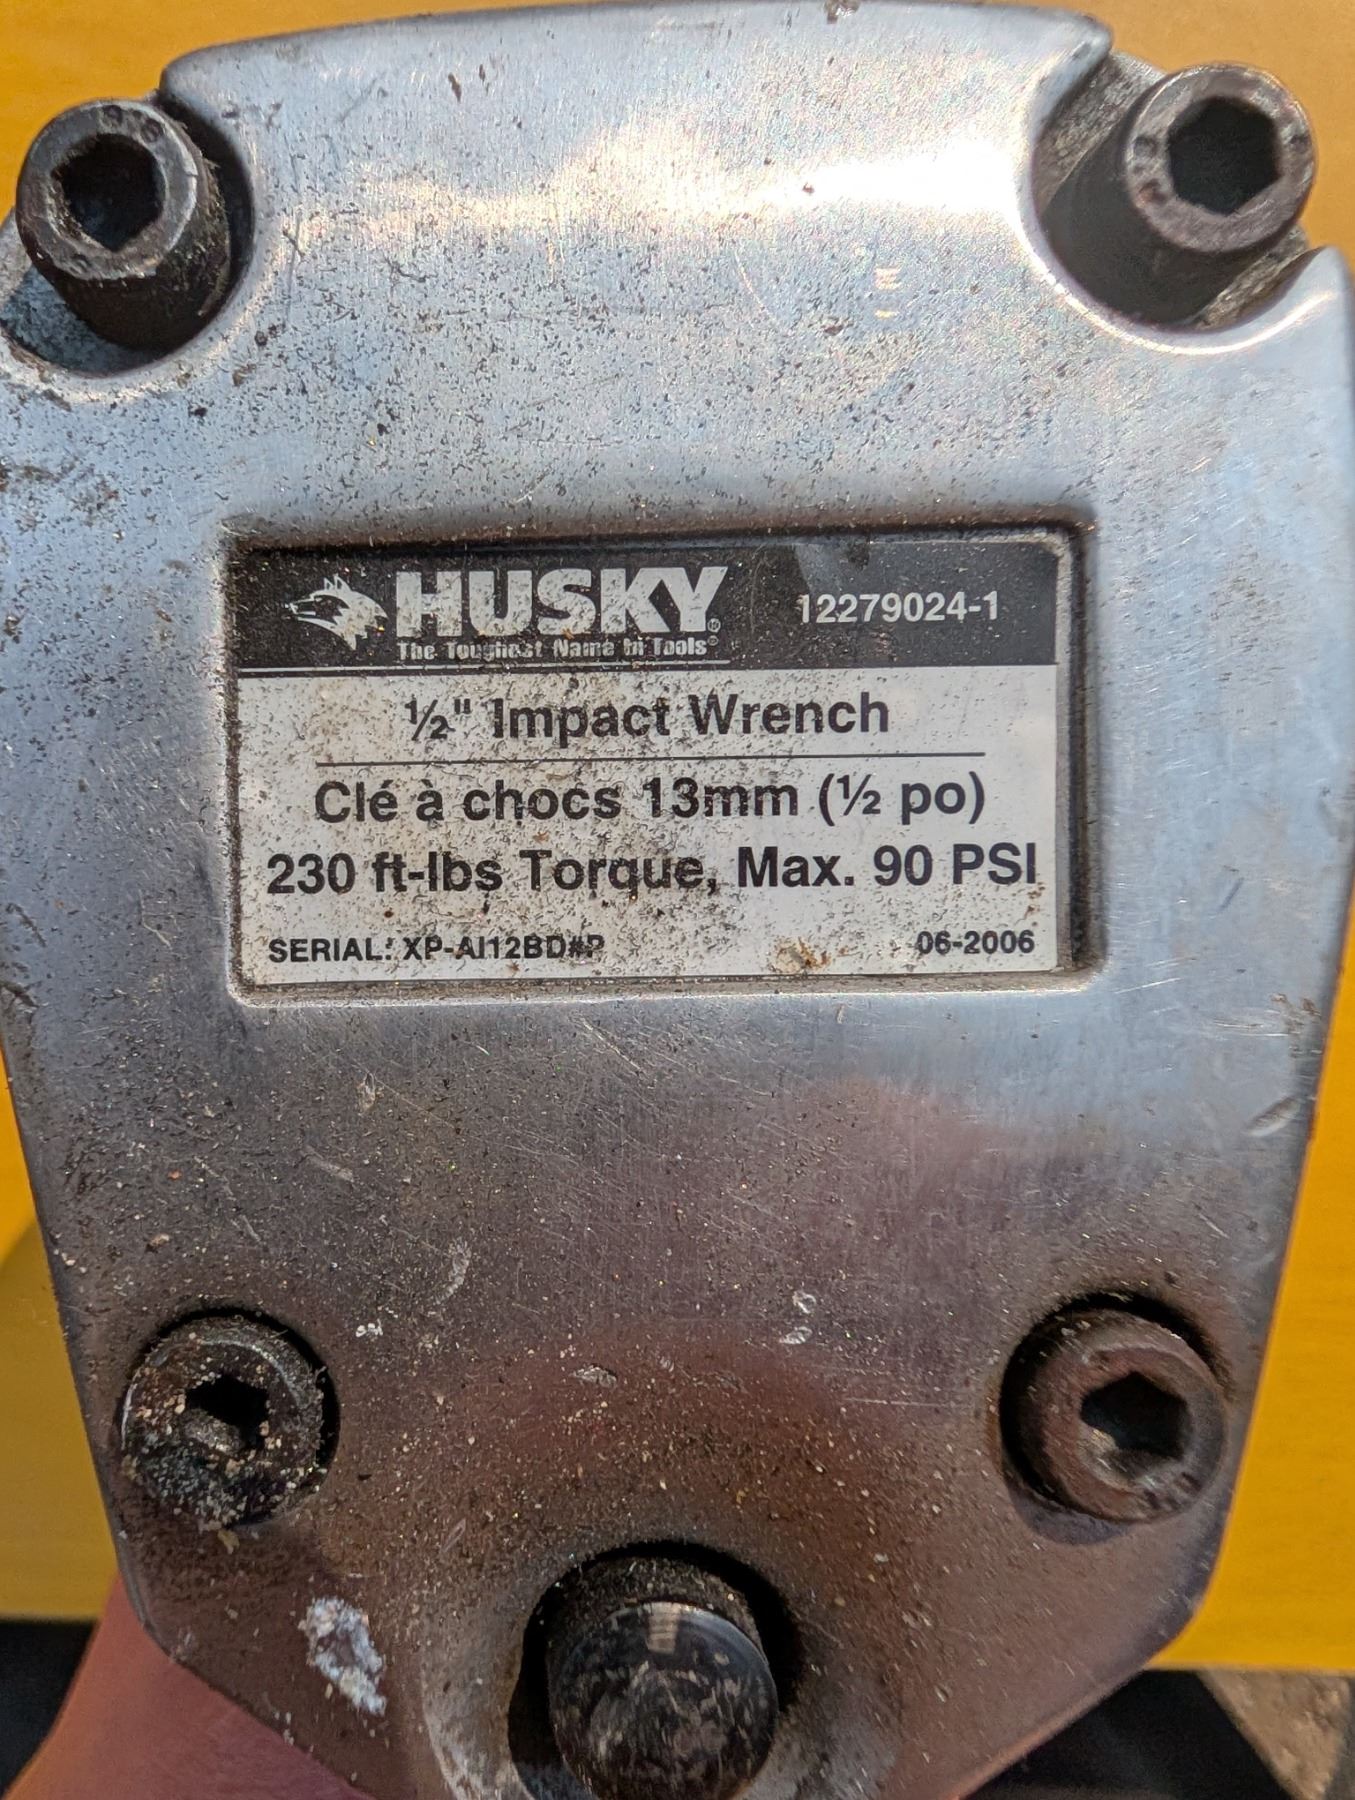 HUSKY®
12279024-1
The Toughest Name in Tools®
½" Impact Wrench
Clé à chocs 13mm (½ po)
230 ft-lbs Torque, Max. 90 PSI
SERIAL: XP-AI12BD#P
06-2006